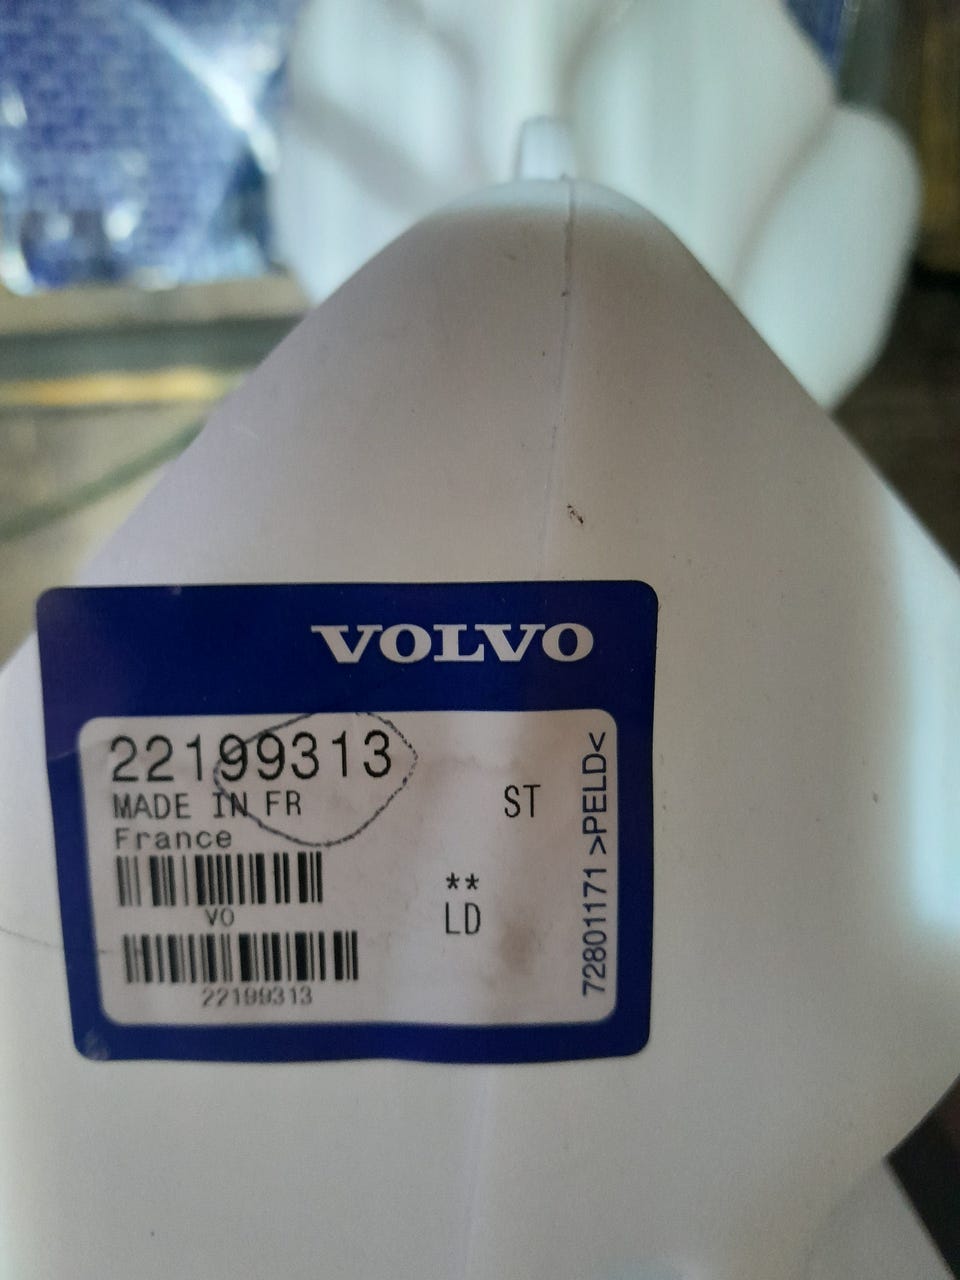 VOLVO
22199313
MADE IN FR
France
ST
VO
**
LD
22199313
72801171 >PELD<